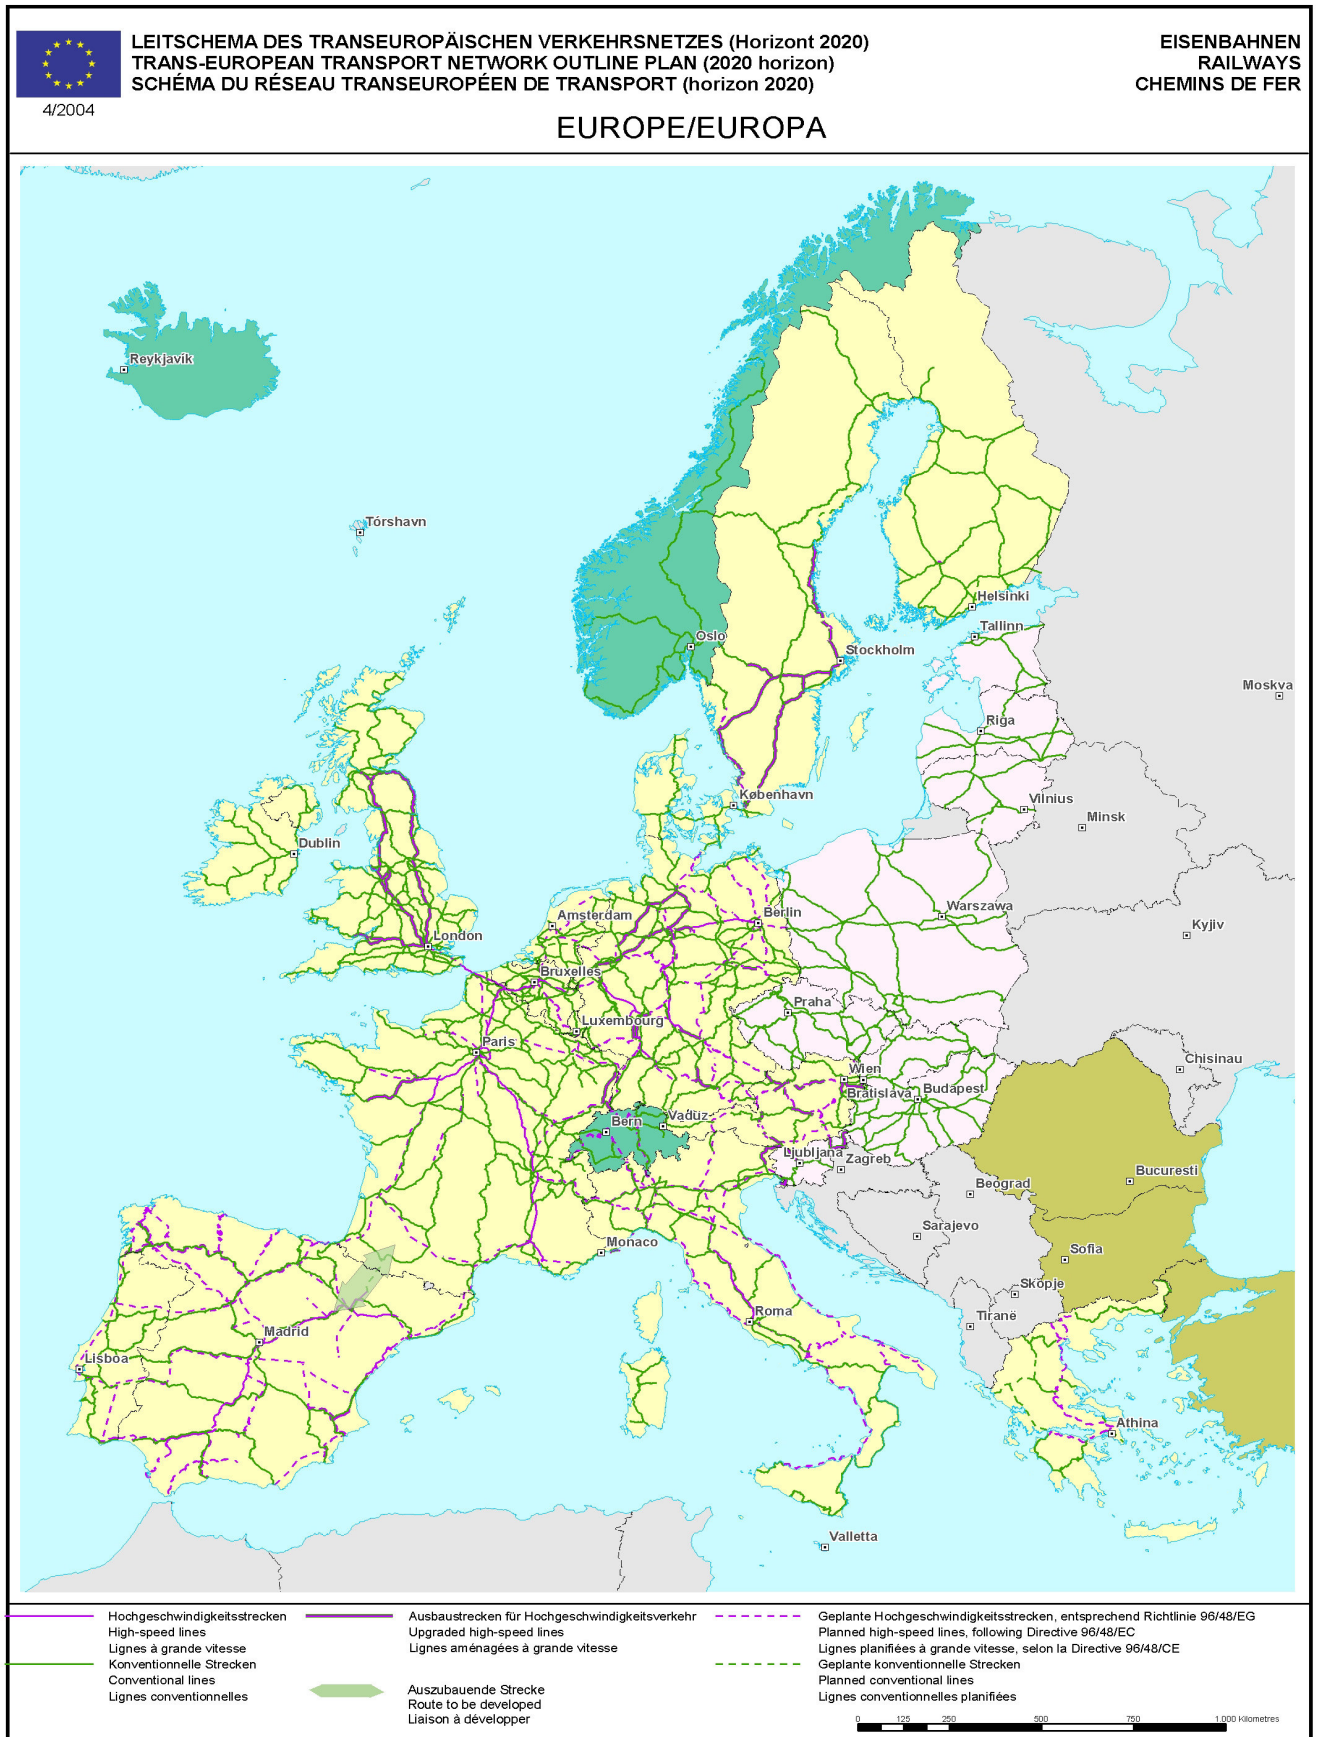 LEITSCHEMA DES TRANSEUROPÄISCHEN VERKEHRSNETZES (Horizont 2020)
TRANS-EUROPEAN TRANSPORT NETWORK OUTLINE PLAN (2020 horizon)
SCHÉMA DU RÉSEAU TRANSEUROPÉEN DE TRANSPORT (horizon 2020)
EISENBAHNEN
RAILWAYS
CHEMINS DE FER
4/2004
EUROPE/EUROPA
Reykjavík
Tórshavn
Helsinki
Tallinn
Oslo
Stockholm
Moskva
Riga
København
Vilnius
Minsk
Dublin
Amsterdam
Berlin
Warszawa
London
Kyjiv
Bruxelles
Praha
Luxembourg
Paris
Chisinau
Wien
Bratislava
Budapest
Bern
Vaduz
Ljubljana
Zagreb
Bucuresti
Beograd
Sarajevo
Monaco
Sofia
Skopje
Roma
Tiranë
Madrid
Lisboa
Athina
Valletta
Hochgeschwindigkeitsstrecken
High-speed lines
Lignes à grande vitesse
Konventionnelle Strecken
Conventional lines
Lignes conventionnelles
Ausbaustrecken für Hochgeschwindigkeitsverkehr
Upgraded high-speed lines
Lignes aménagées à grande vitesse
Auszubauende Strecke
Route to be developed
Liaison à développer
Geplante Hochgeschwindigkeitsstrecken, entsprechend Richtlinie 96/48/EG
Planned high-speed lines, following Directive 96/48/EC
Lignes planifiées à grande vitesse, selon la Directive 96/48/CE
Geplante konventionelle Strecken
Planned conventional lines
Lignes conventionnelles planifiées
0 125 250 500 750 1.000 Kilometres